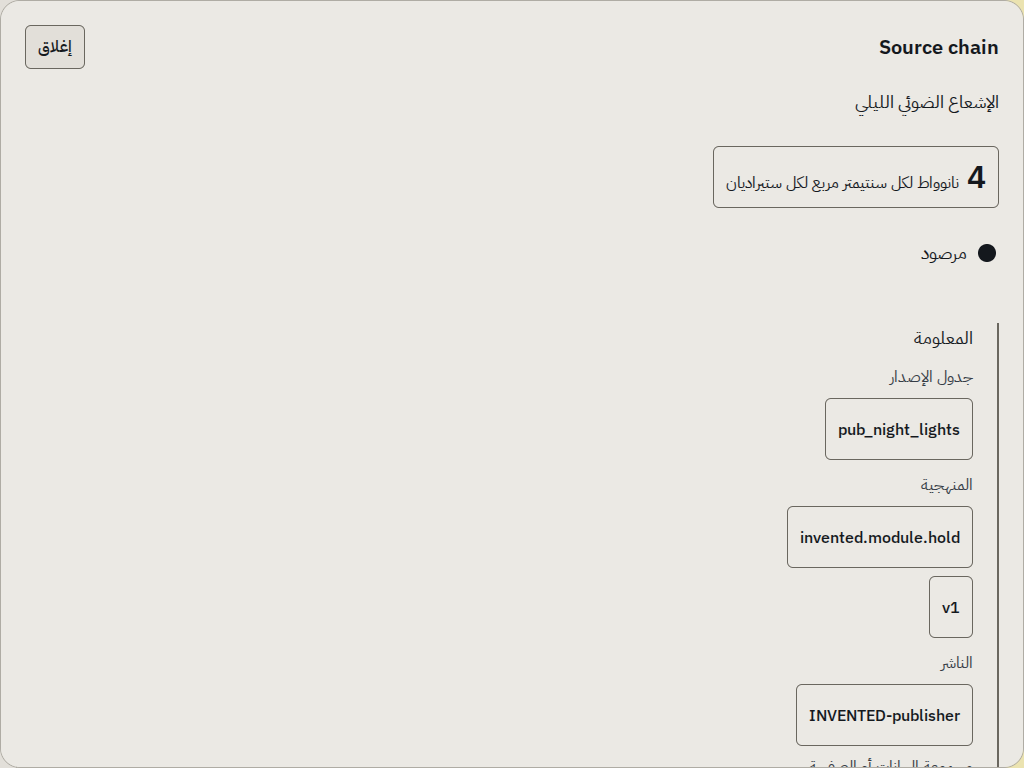 Source chain
إغلاق
الإشعاع الضوئي الليلي
4 نانوواط لكل سنتيمتر مربع لكل ستيراديان
مرصود
المعلومة
جدول الإصدار
pub_night_lights
المنهجية
invented.module.hold
v1
الناشر
INVENTED-publisher